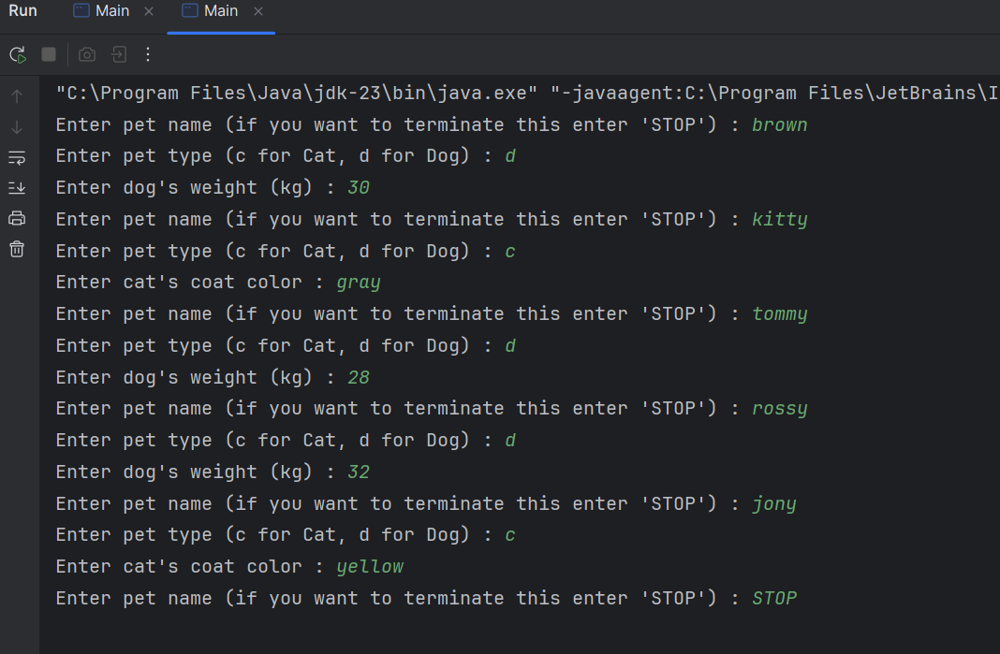 Run Main Main
"C:\Program Files\Java\jdk-23\bin\java.exe" "-javaagent:C:\Program Files\JetBrains\I
Enter pet name (if you want to terminate this enter 'STOP') : brown
Enter pet type (c for Cat, d for Dog) : d
Enter dog's weight (kg) : 30
Enter pet name (if you want to terminate this enter 'STOP') : kitty
Enter pet type (c for Cat, d for Dog) : c
Enter cat's coat color : gray
Enter pet name (if you want to terminate this enter 'STOP') : tommy
Enter pet type (c for Cat, d for Dog) : d
Enter dog's weight (kg) : 28
Enter pet name (if you want to terminate this enter 'STOP') : rossy
Enter pet type (c for Cat, d for Dog) : d
Enter dog's weight (kg) : 32
Enter pet name (if you want to terminate this enter 'STOP') : jony
Enter pet type (c for Cat, d for Dog) : c
Enter cat's coat color : yellow
Enter pet name (if you want to terminate this enter 'STOP') : STOP